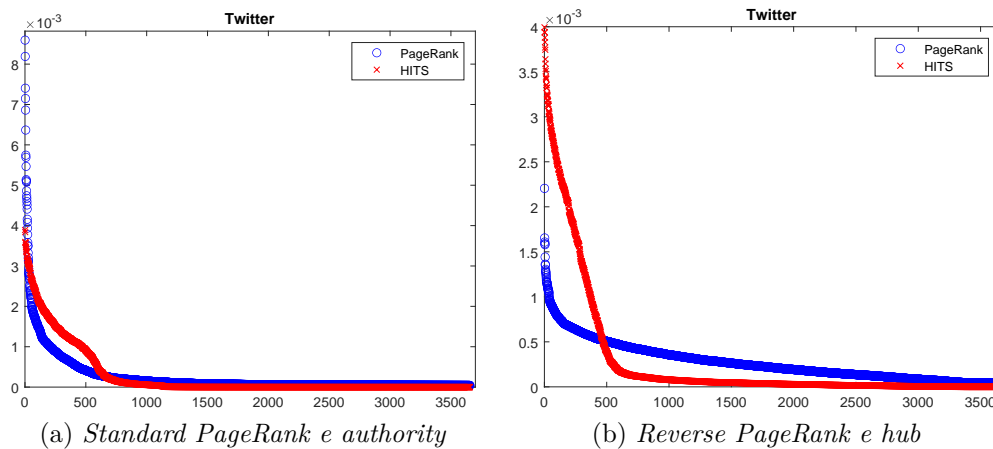 Twitter
×10⁻³
8
7
6
5
4
3
2
1
0
0 500 1000 1500 2000 2500 3000 3500
PageRank
HITS
(a) Standard PageRank e authority
Twitter
×10⁻³
4
3.5
3
2.5
2
1.5
1
0.5
0
0 500 1000 1500 2000 2500 3000 3500
PageRank
HITS
(b) Reverse PageRank e hub